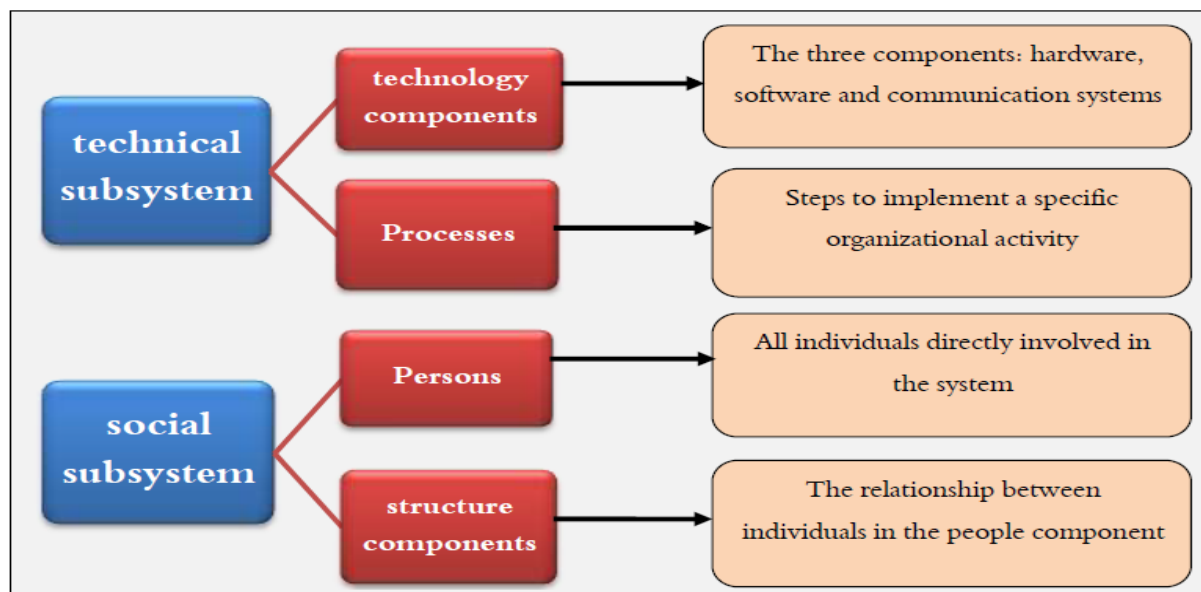 technical
subsystem
technology
components
The three components: hardware,
software and communication systems
Processes
Steps to implement a specific
organizational activity
social
subsystem
Persons
All individuals directly involved in
the system
structure
components
The relationship between
individuals in the people component